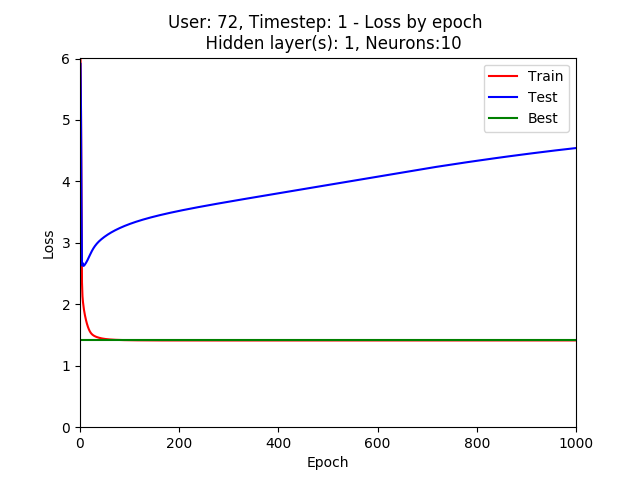 User: 72, Timestep: 1 - Loss by epoch
Hidden layer(s): 1, Neurons:10
Train
Test
Best
6
5
4
3
2
1
0
Loss
0 200 400 600 800 1000
Epoch